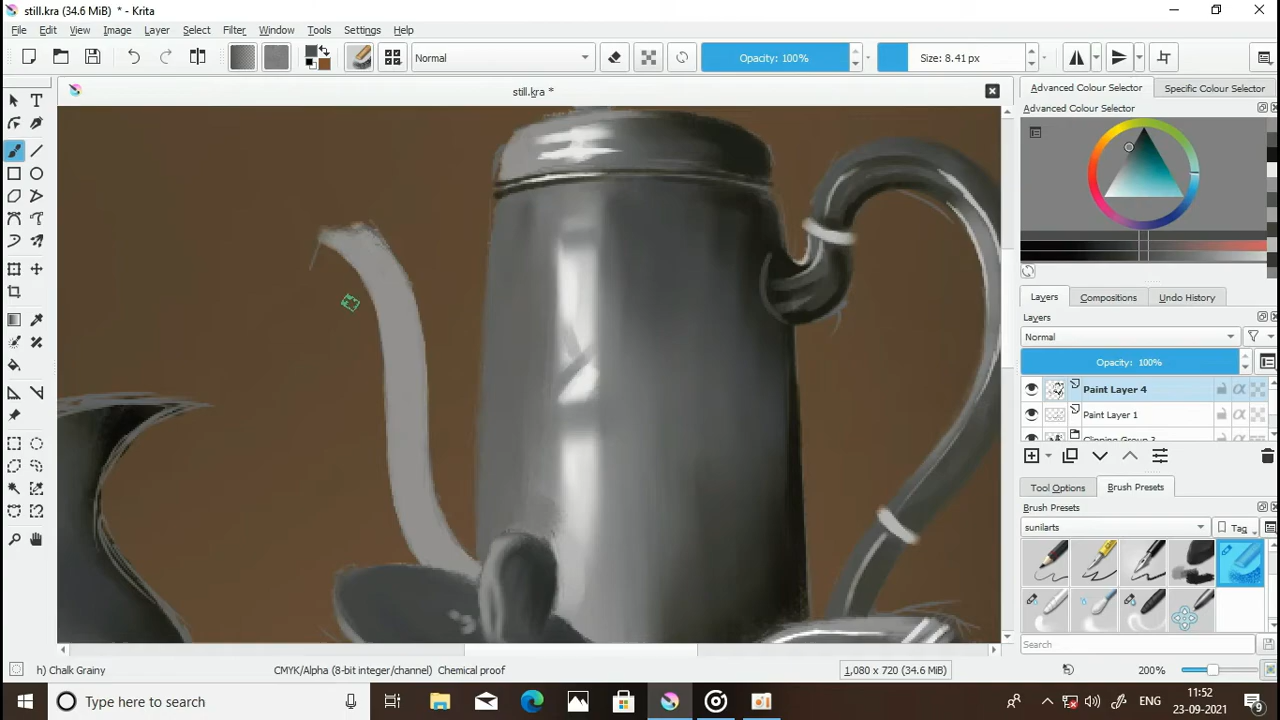 still.kra (34.6 MiB) * - Krita
File Edit View Image Layer Select Filter Window Tools Settings Help
Normal Opacity: 100% Size: 8.41 px
still.kra *
Advanced Colour Selector Specific Colour Selector
Advanced Colour Selector
Layers Compositions Undo History
Layers
Normal
Opacity: 100%
Paint Layer 4
Paint Layer 1
Tool Options Brush Presets
Brush Presets
sunilarts Tag
Search
h) Chalk Grainy CMYK/Alpha (8-bit integer/channel) Chemical proof 1,080 x 720 (34.6 MiB) 200%
Type here to search ENG 11:52
23-09-2021 9